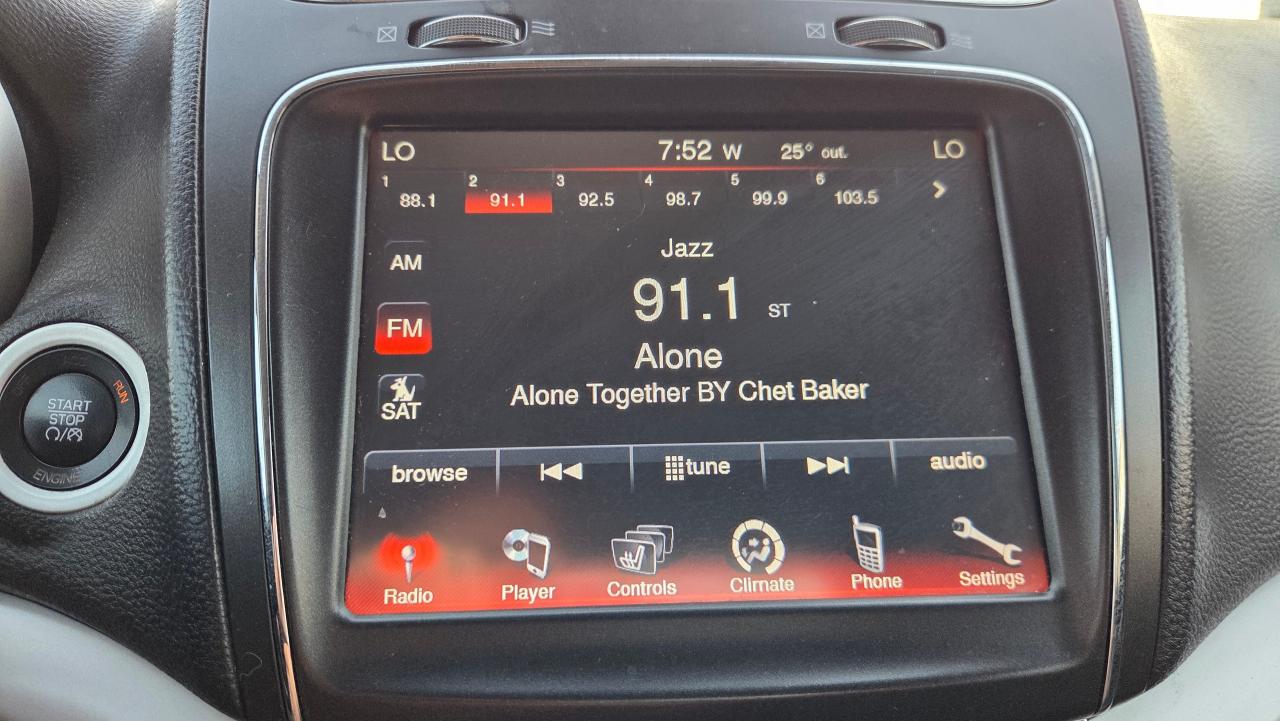 LO 7:52 W 25° out. LO
1 2 3 4 5 6
88.1 91.1 92.5 98.7 99.9 103.5
AM
FM
SAT
Jazz
91.1 ST
Alone
Alone Together BY Chet Baker
browse tune audio
Radio Player Controls Climate Phone Settings
RUN
START
STOP
ENGINE